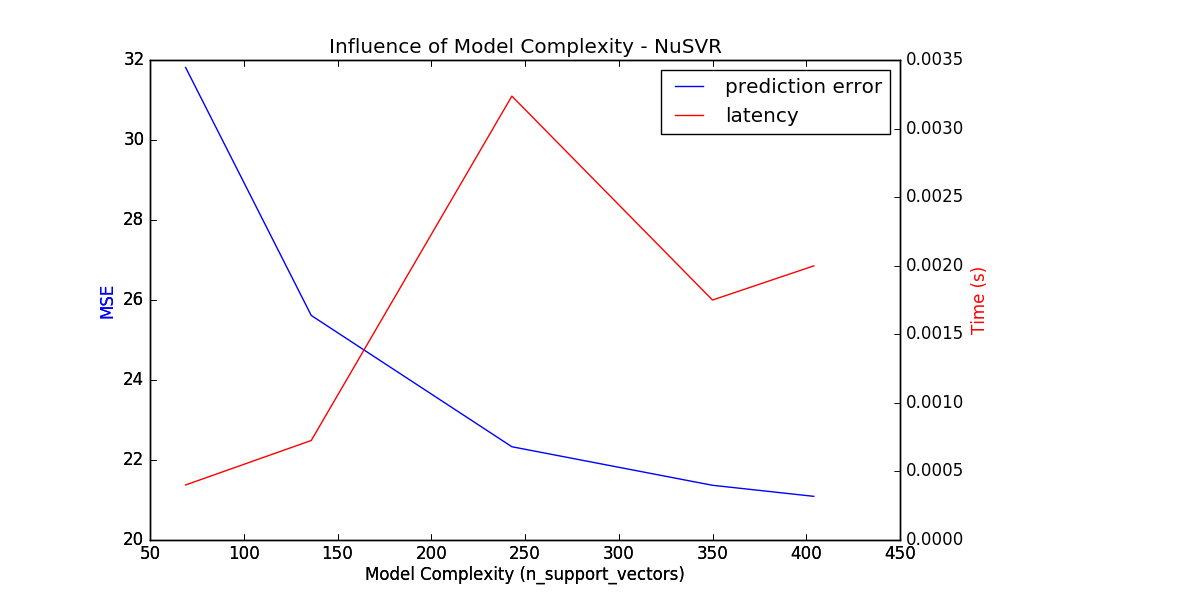 Influence of Model Complexity - NuSVR
32
30
28
26
24
22
20
MSE
prediction error
latency
0.0035
0.0030
0.0025
0.0020
0.0015
0.0010
0.0005
0.0000
Time (s)
50 100 150 200 250 300 350 400 450
Model Complexity (n_support_vectors)